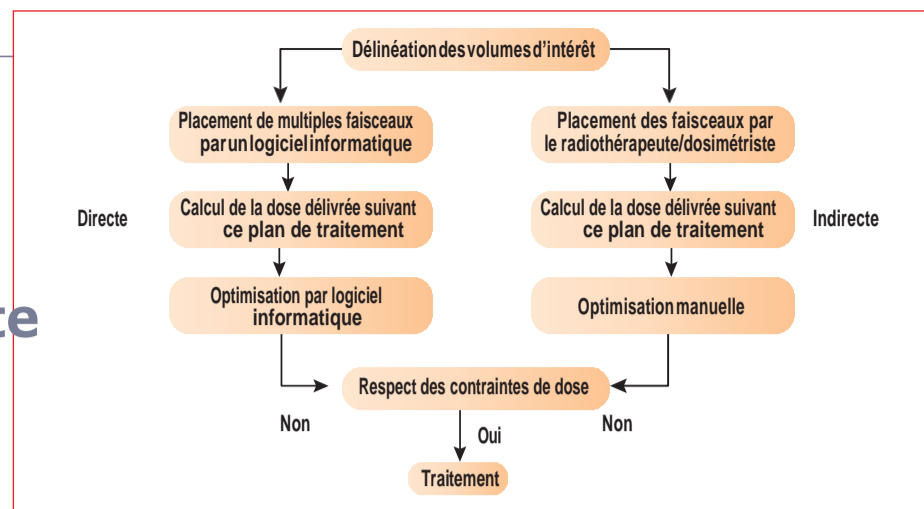 Délinéation des volumes d'intérêt
Placement de multiples faisceaux
par un logiciel informatique
Placement des faisceaux par
le radiothérapeute/dosimétriste
Directe
Calcul de la dose délivrée suivant
ce plan de traitement
Calcul de la dose délivrée suivant
ce plan de traitement
Indirecte
Optimisation par logiciel
informatique
Optimisation manuelle
te
Respect des contraintes de dose
Non
Oui
Non
Traitement